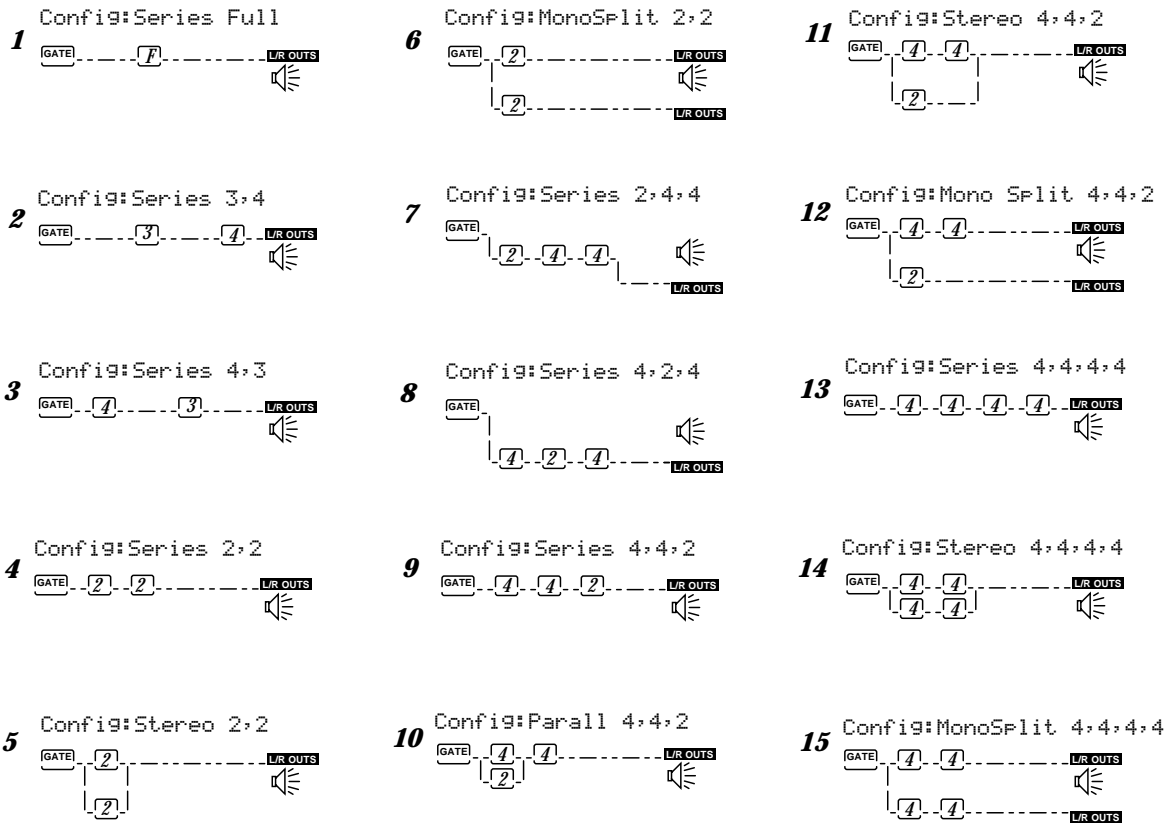 Config:Series Full
1
GATE F L/R OUTS
Config:Series 3,4
2
GATE 3 4 L/R OUTS
Config:Series 4,3
3
GATE 4 3 L/R OUTS
Config:Series 2,2
4
GATE 2 2 L/R OUTS
Config:Stereo 2,2
5
GATE 2 L/R OUTS
2
Config:MonoSplit 2,2
6
GATE 2 L/R OUTS
2 L/R OUTS
Config:Series 2,4,4
7
GATE
2 4 4
L/R OUTS
Config:Series 4,2,4
8
GATE
4 2 4 L/R OUTS
Config:Series 4,4,2
9
GATE 4 4 2 L/R OUTS
Config:Parall 4,4,2
10
GATE 4 4 L/R OUTS
2
Config:Stereo 4,4,2
11
GATE 4 4 L/R OUTS
2
Config:Mono Split 4,4,2
12
GATE 4 4 L/R OUTS
2 L/R OUTS
Config:Series 4,4,4,4
13
GATE 4 4 4 4 L/R OUTS
Config:Stereo 4,4,4,4
14
GATE 4 4 L/R OUTS
4 4
Config:MonoSplit 4,4,4,4
15
GATE 4 4 L/R OUTS
4 4 L/R OUTS